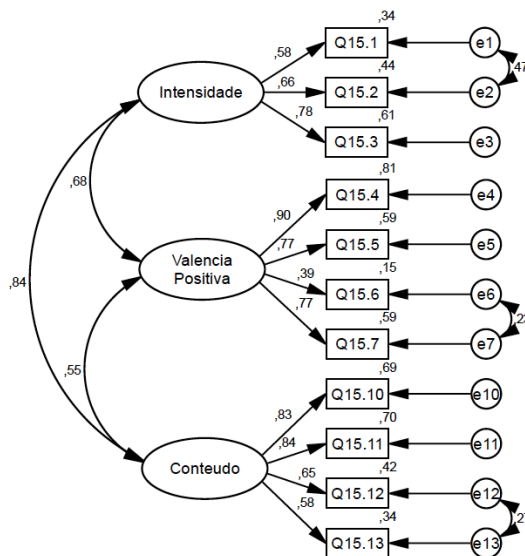 ,34
,58 Q15.1 e1
,44 ,47
Intensidade ,66 Q15.2 e2
,61
,78 Q15.3 e3
,81
,68
,90 Q15.4 e4
,59
Valencia Positiva ,77 Q15.5 e5
,84 ,15
,39 Q15.6 e6
,59
,77 Q15.7 e7
,55 ,69
,83 Q15.10 e10
,70
,84 Q15.11 e11
,42
Conteudo ,65 Q15.12 e12
,34
,58 Q15.13 e13